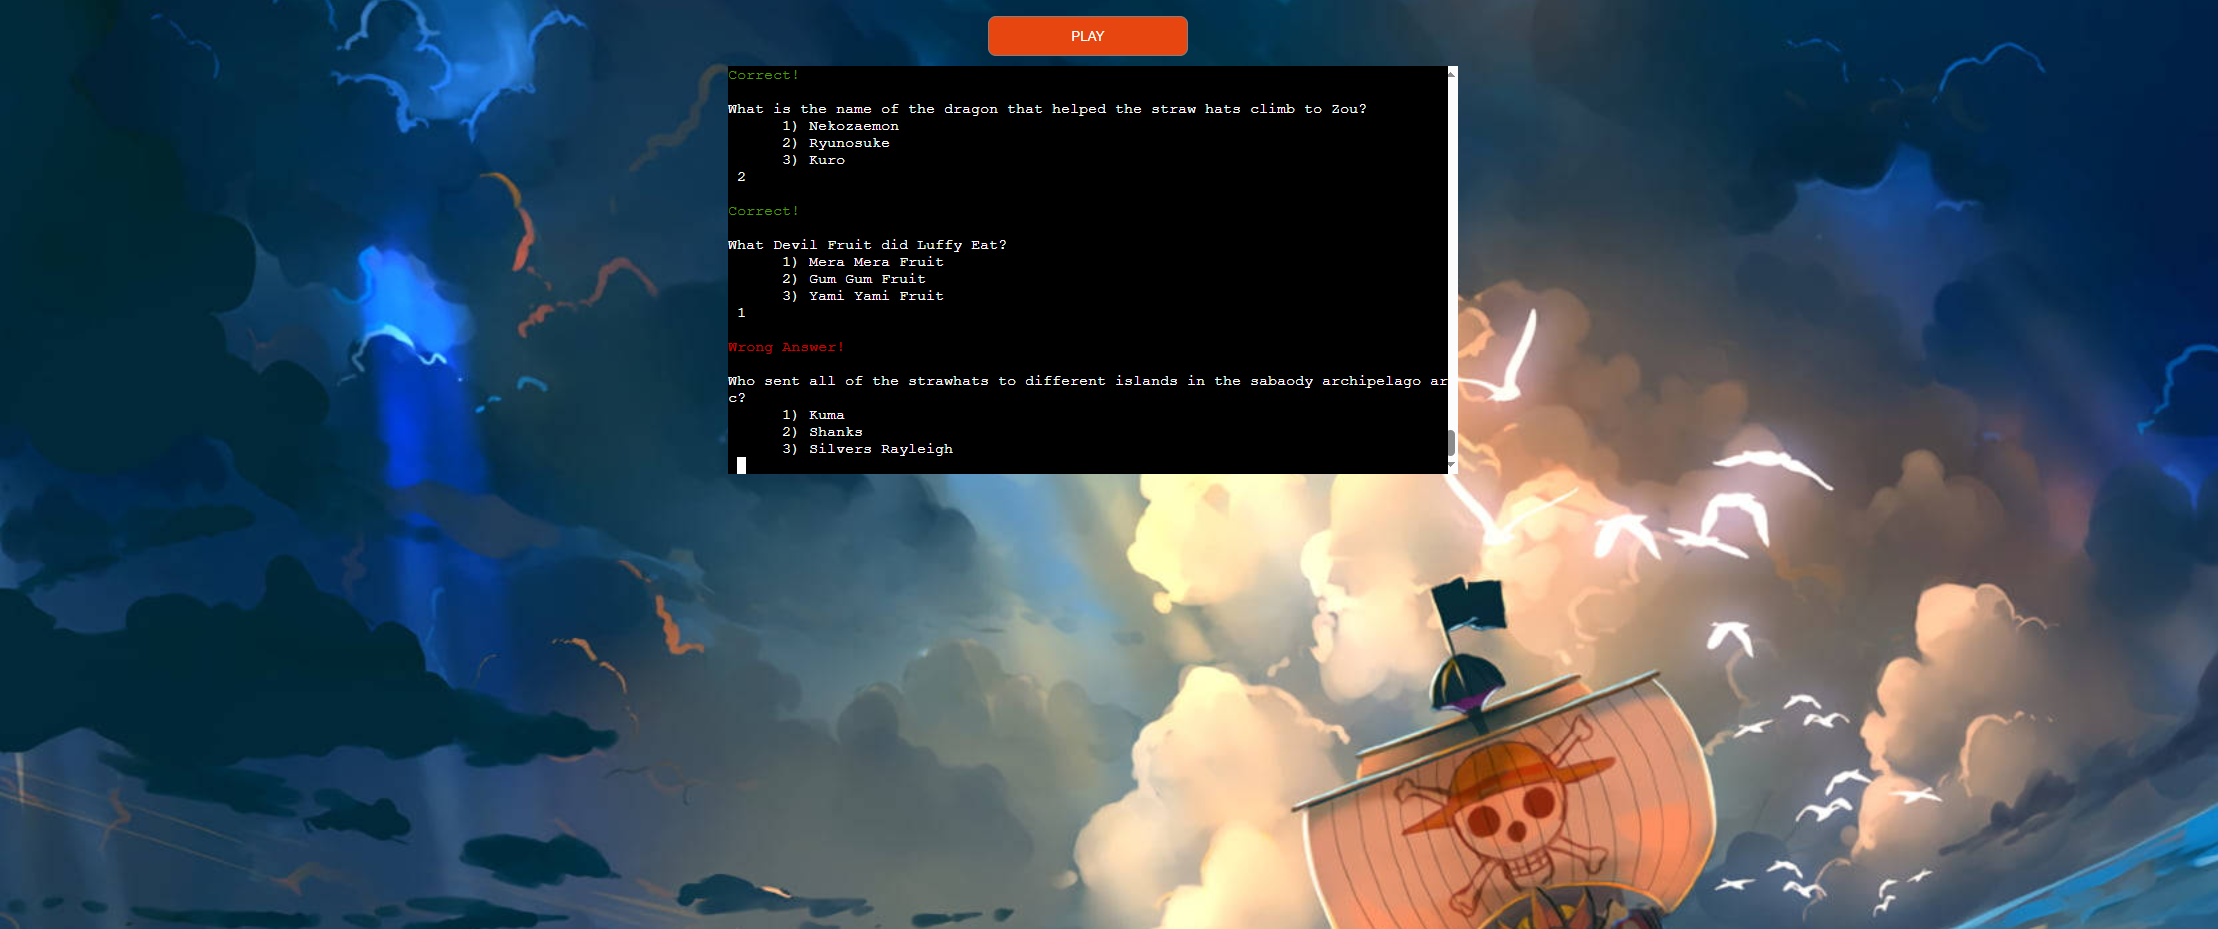 PLAY
Correct!
What is the name of the dragon that helped the straw hats climb to Zou?
1) Nekozaemon
2) Ryunosuke
3) Kuro
2
Correct!
What Devil Fruit did Luffy Eat?
1) Mera Mera Fruit
2) Gum Gum Fruit
3) Yami Yami Fruit
1
Wrong Answer!
Who sent all of the strawhats to different islands in the sabaody archipelago ar
c?
1) Kuma
2) Shanks
3) Silvers Rayleigh